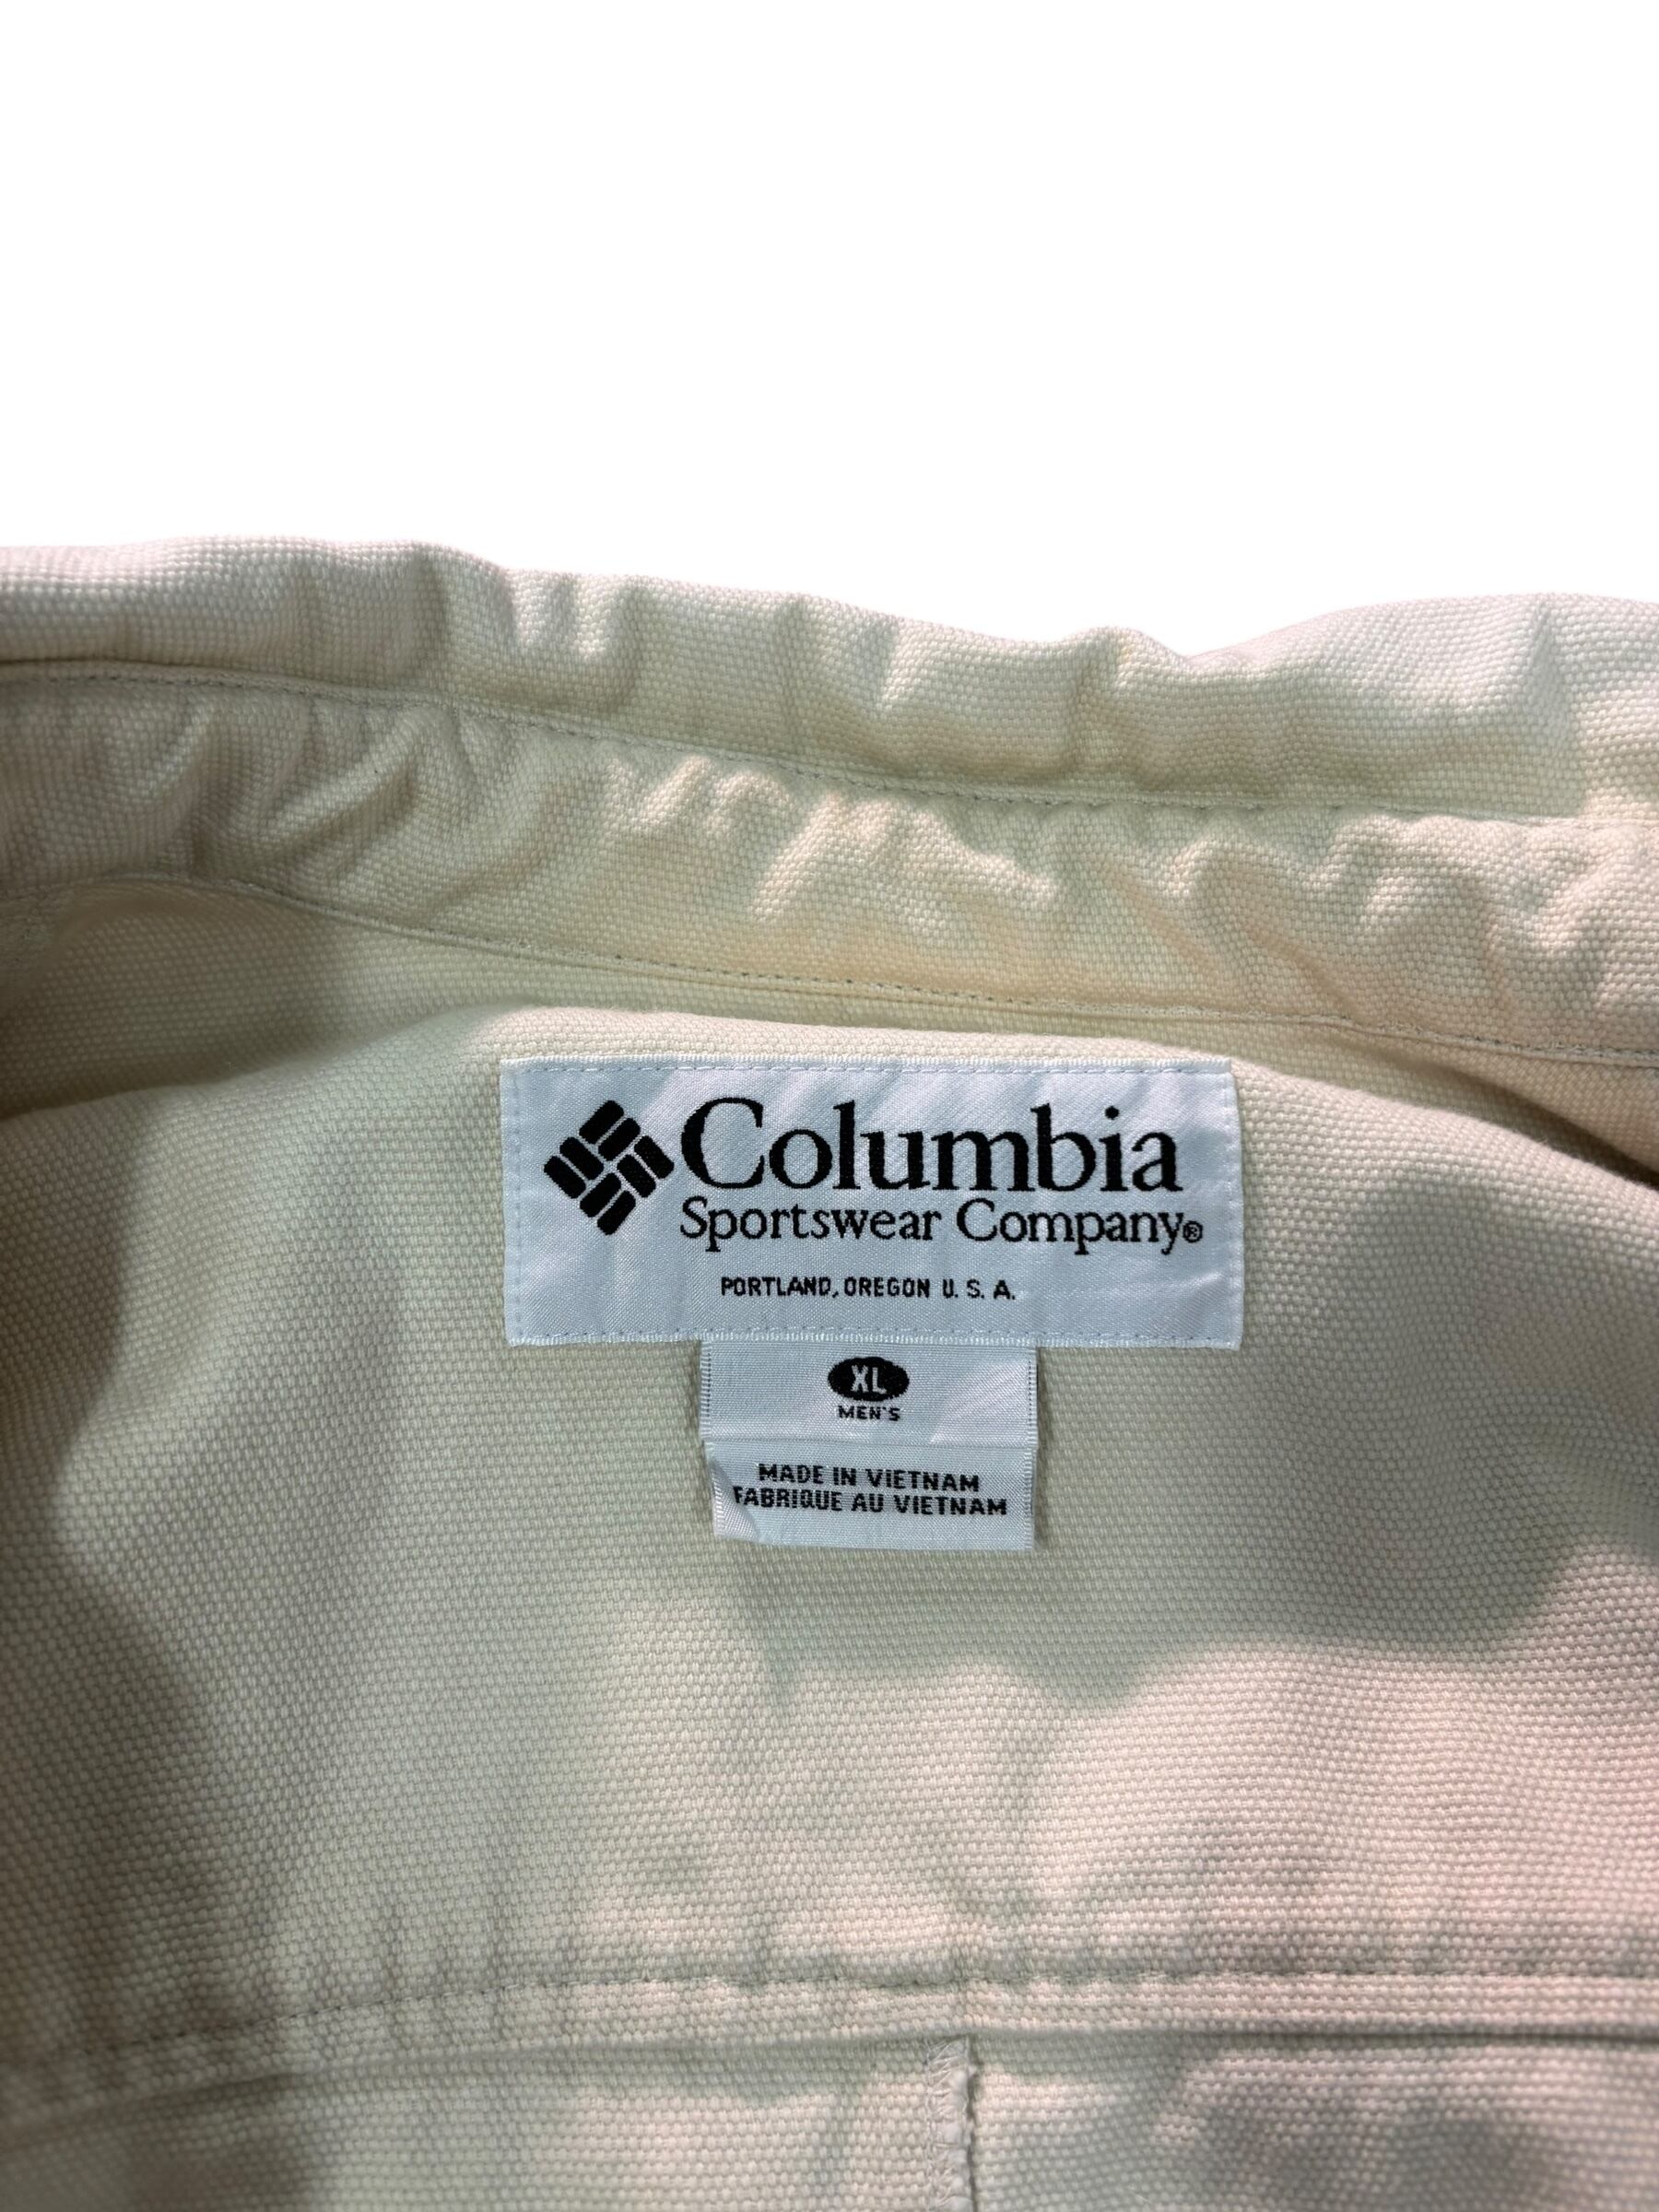 Columbia
Sportswear Company®
PORTLAND, OREGON U. S. A.
XL
MEN'S
MADE IN VIETNAM
FABRIQUE AU VIETNAM